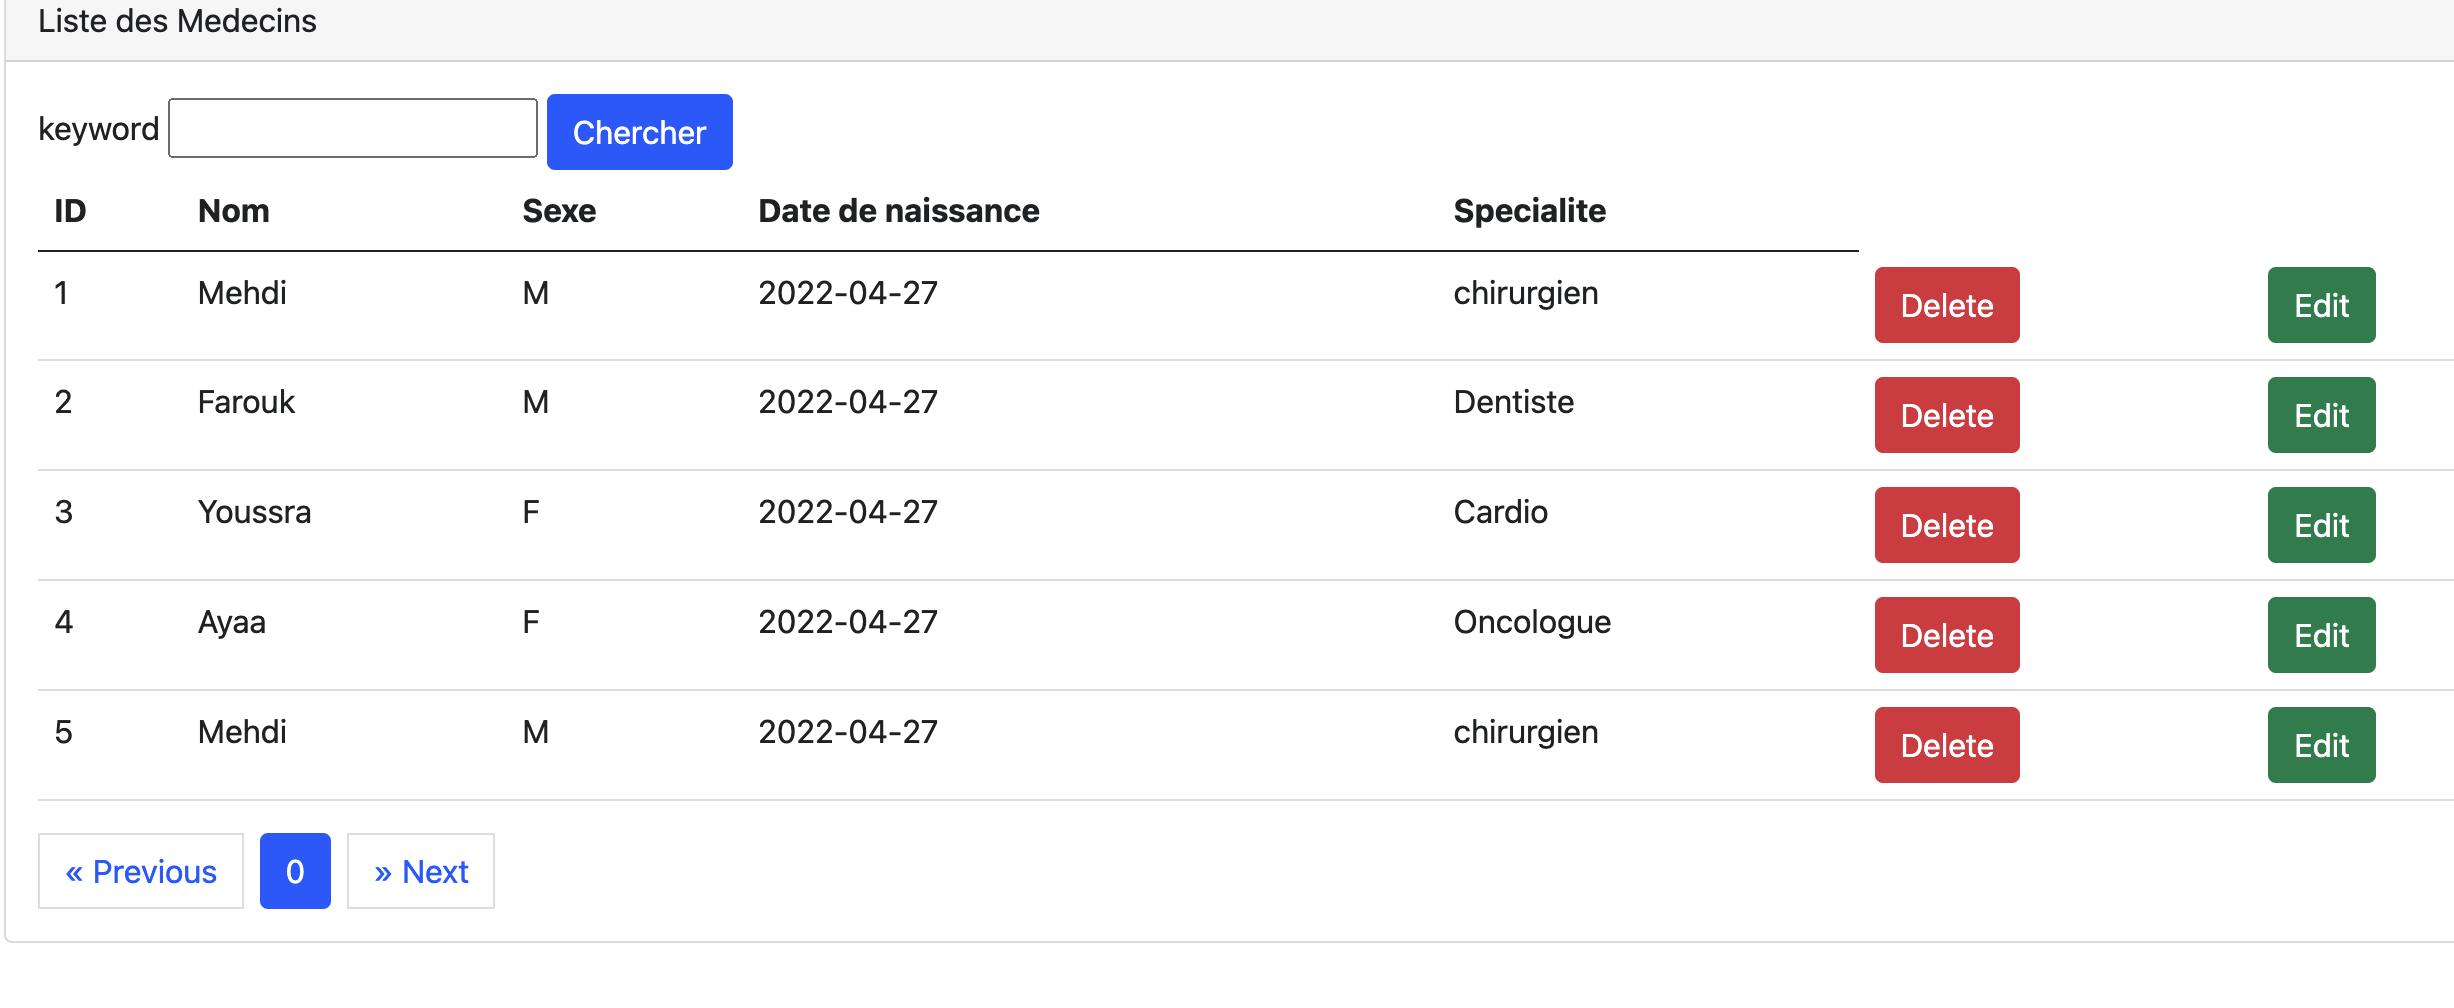 Liste des Medecins
keyword Chercher
ID Nom Sexe Date de naissance Specialite
1 Mehdi M 2022-04-27 chirurgien Delete Edit
2 Farouk M 2022-04-27 Dentiste Delete Edit
3 Youssra F 2022-04-27 Cardio Delete Edit
4 Ayaa F 2022-04-27 Oncologue Delete Edit
5 Mehdi M 2022-04-27 chirurgien Delete Edit
« Previous 0 » Next